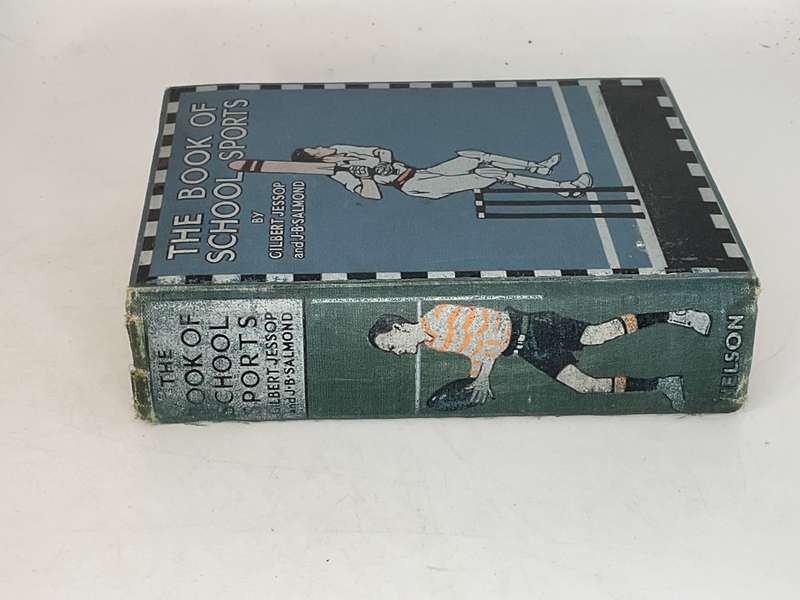 THE BOOK OF
SCHOOL SPORTS
BY
GILBERT JESSOP
and J·B·SALMOND
THE
OOK OF
CHOOL
PORTS
GILBERT JESSOP
and J·B·SALMOND
ELSON